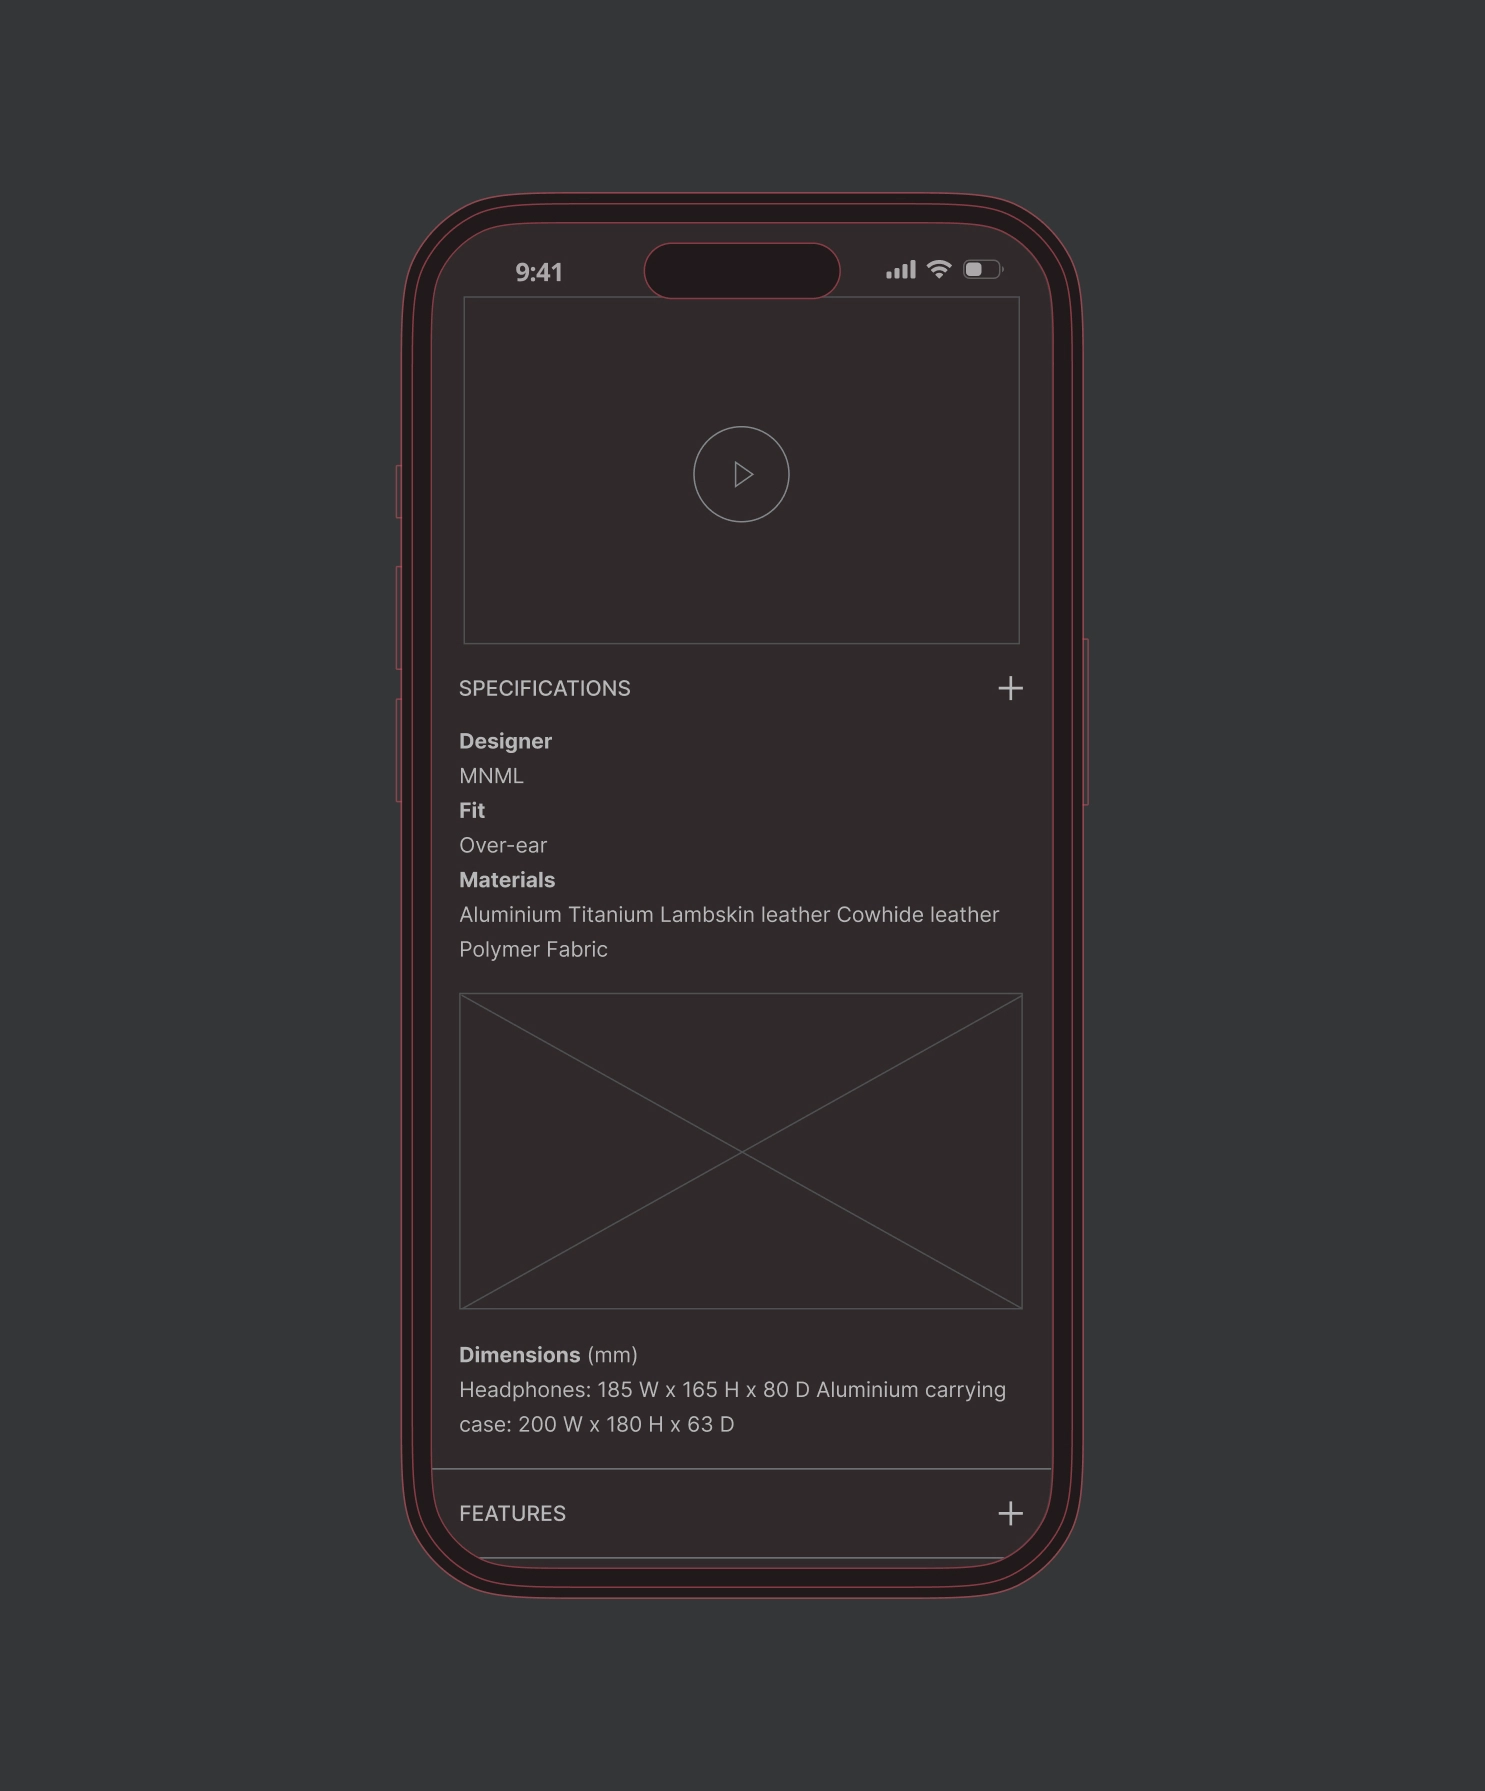 9:41
SPECIFICATIONS
Designer
MNML
Fit
Over-ear
Materials
Aluminium Titanium Lambskin leather Cowhide leather
Polymer Fabric
Dimensions (mm)
Headphones: 185 W x 165 H x 80 D Aluminium carrying
case: 200 W x 180 H x 63 D
FEATURES